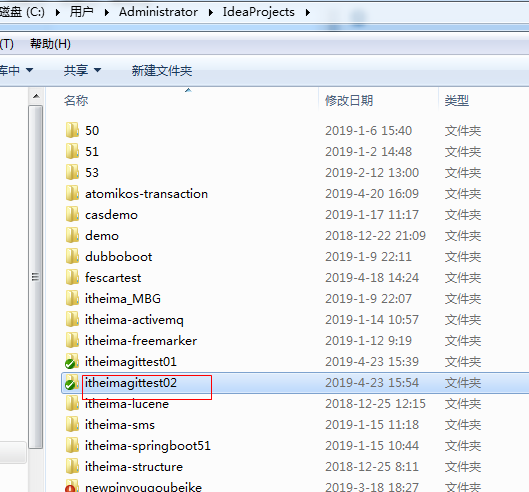 磁盘 (C:) 用户 Administrator IdeaProjects
(T) 帮助(H)
库中 共享 新建文件夹
名称 修改日期 类型
50 2019-1-6 15:40 文件夹
51 2019-1-2 14:48 文件夹
53 2019-2-12 13:00 文件夹
atomikos-transaction 2019-4-20 16:09 文件夹
casdemo 2019-1-17 11:17 文件夹
demo 2018-12-22 21:09 文件夹
dubboboot 2019-1-9 22:11 文件夹
fescartest 2019-4-18 14:24 文件夹
itheima_MBG 2019-1-9 22:07 文件夹
itheima-activemq 2019-1-14 10:57 文件夹
itheima-freemarker 2019-1-12 9:19 文件夹
itheimagittest01 2019-4-23 15:39 文件夹
itheimagittest02 2019-4-23 15:54 文件夹
itheima-lucene 2018-12-25 12:15 文件夹
itheima-sms 2019-1-15 11:18 文件夹
itheima-springboot51 2019-1-15 10:44 文件夹
itheima-structure 2018-12-25 8:11 文件夹
newpinyougoubeike 2019-3-18 18:27 文件夹